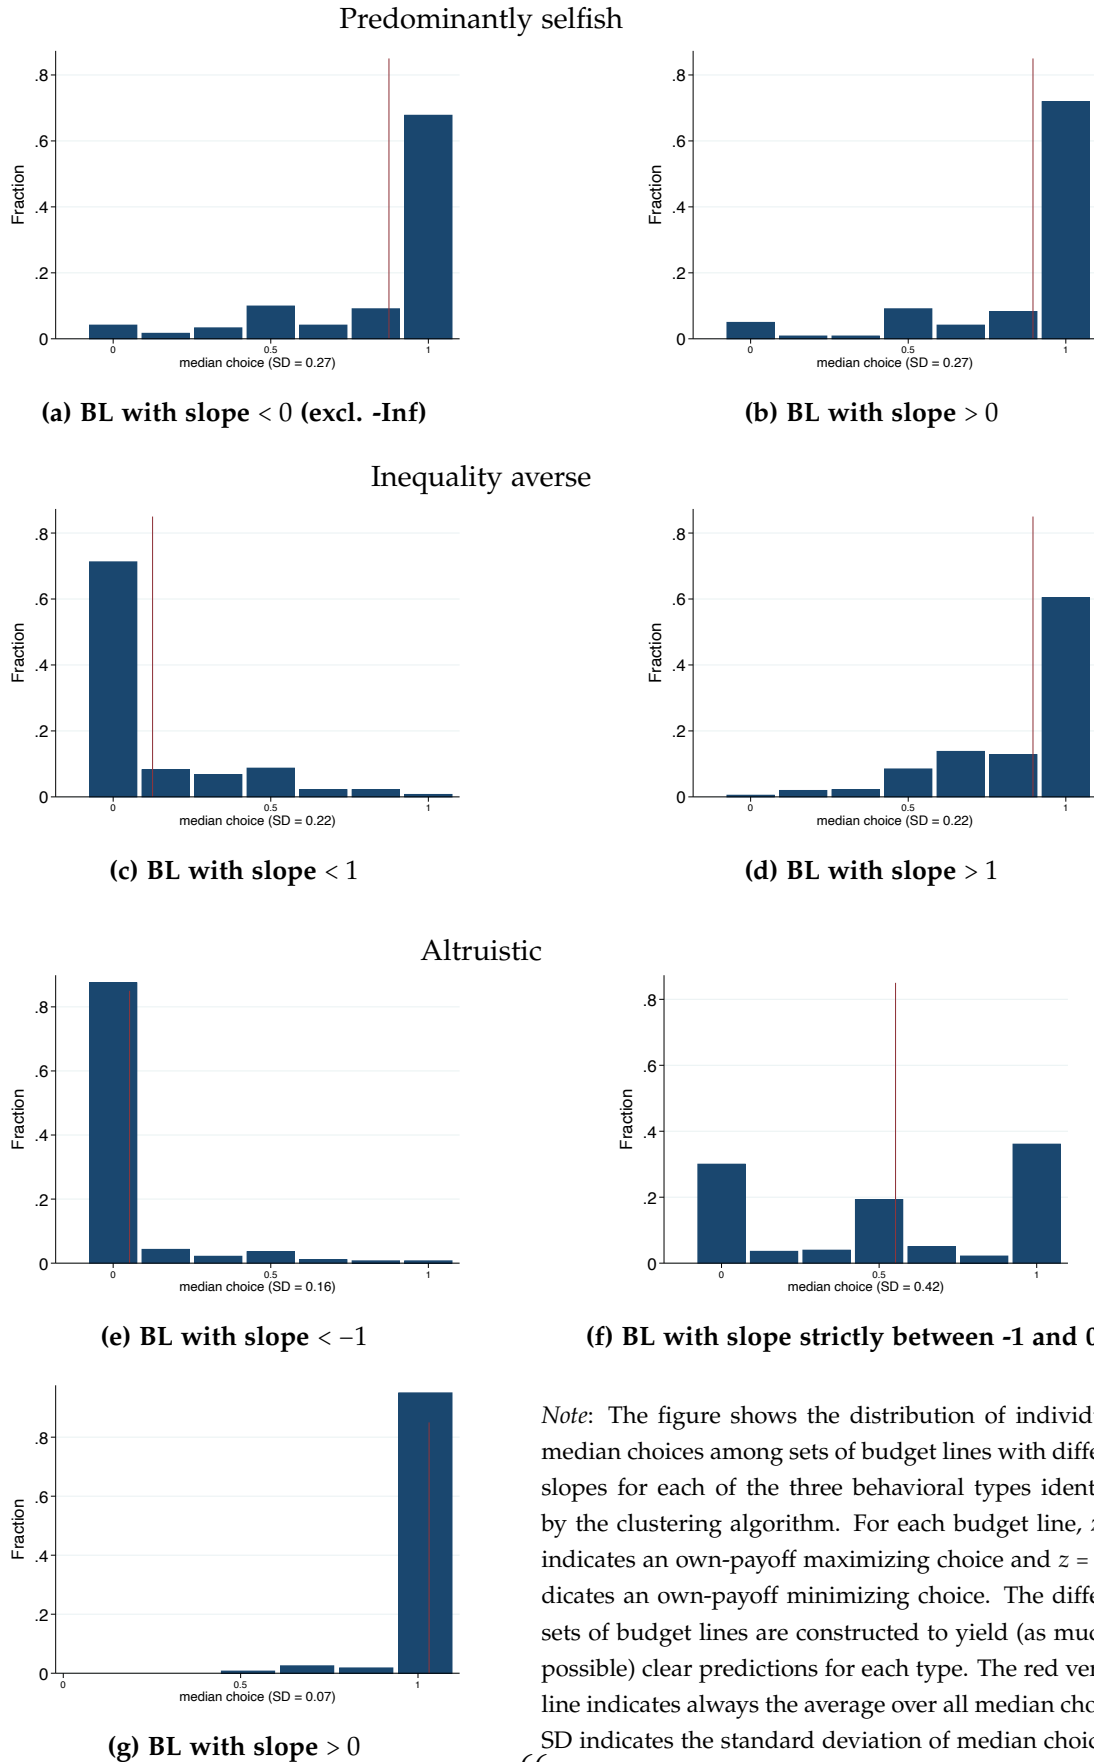 Predominantly selfish
.8
.6
.4
.2
0
Fraction
0 0.5 1
median choice (SD = 0.27)
(a) BL with slope < 0 (excl. -Inf)
.8
.6
.4
.2
0
Fraction
0 0.5 1
median choice (SD = 0.27)
(b) BL with slope > 0
Inequality averse
.8
.6
.4
.2
0
Fraction
0 0.5 1
median choice (SD = 0.22)
(c) BL with slope < 1
.8
.6
.4
.2
0
Fraction
0 0.5 1
median choice (SD = 0.22)
(d) BL with slope > 1
Altruistic
.8
.6
.4
.2
0
Fraction
0 0.5 1
median choice (SD = 0.16)
(e) BL with slope < −1
.8
.6
.4
.2
0
Fraction
0 0.5 1
median choice (SD = 0.42)
(f) BL with slope strictly between -1 and 0
.8
.6
.4
.2
0
Fraction
0 0.5 1
median choice (SD = 0.07)
(g) BL with slope > 0
Note: The figure shows the distribution of individu
median choices among sets of budget lines with diffe
slopes for each of the three behavioral types ident
by the clustering algorithm. For each budget line,
indicates an own-payoff maximizing choice and z =
dicates an own-payoff minimizing choice. The diffe
sets of budget lines are constructed to yield (as muc
possible) clear predictions for each type. The red ver
line indicates always the average over all median cho
SD indicates the standard deviation of median choic